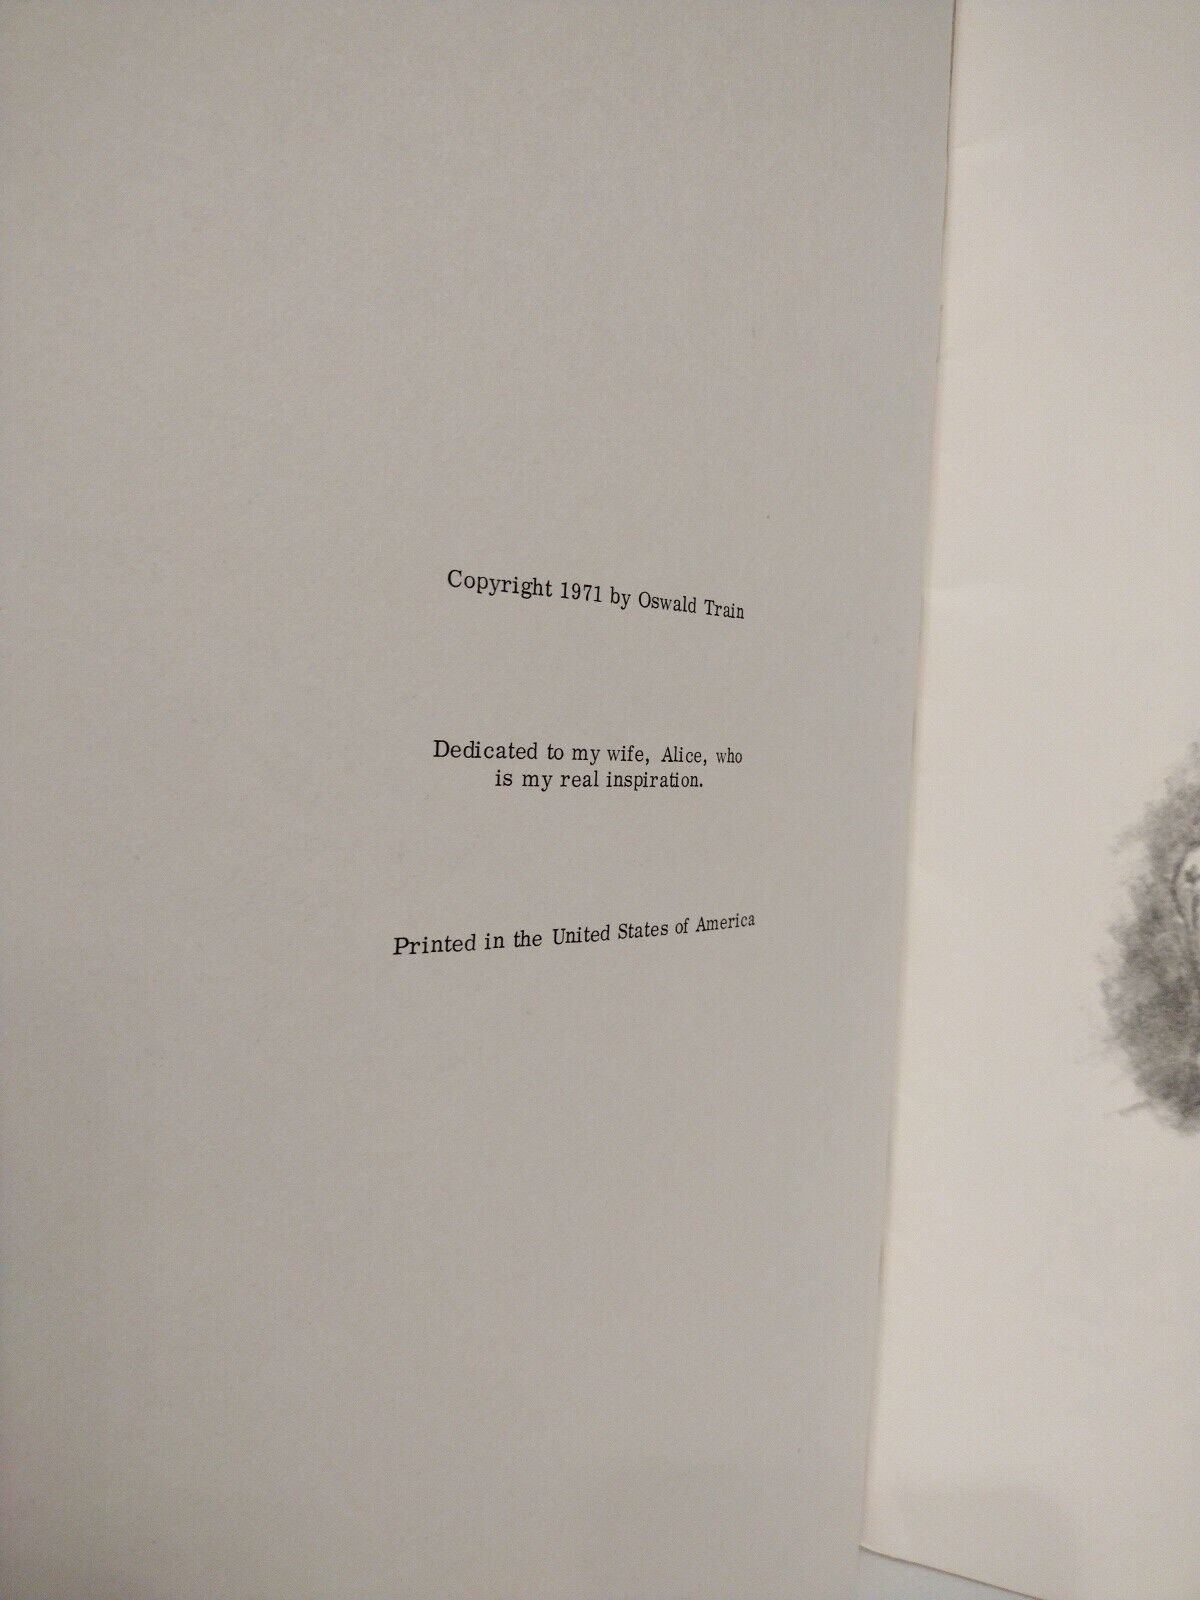 Copyright 1971 by Oswald Train
Dedicated to my wife, Alice, who
is my real inspiration.
Printed in the United States of America